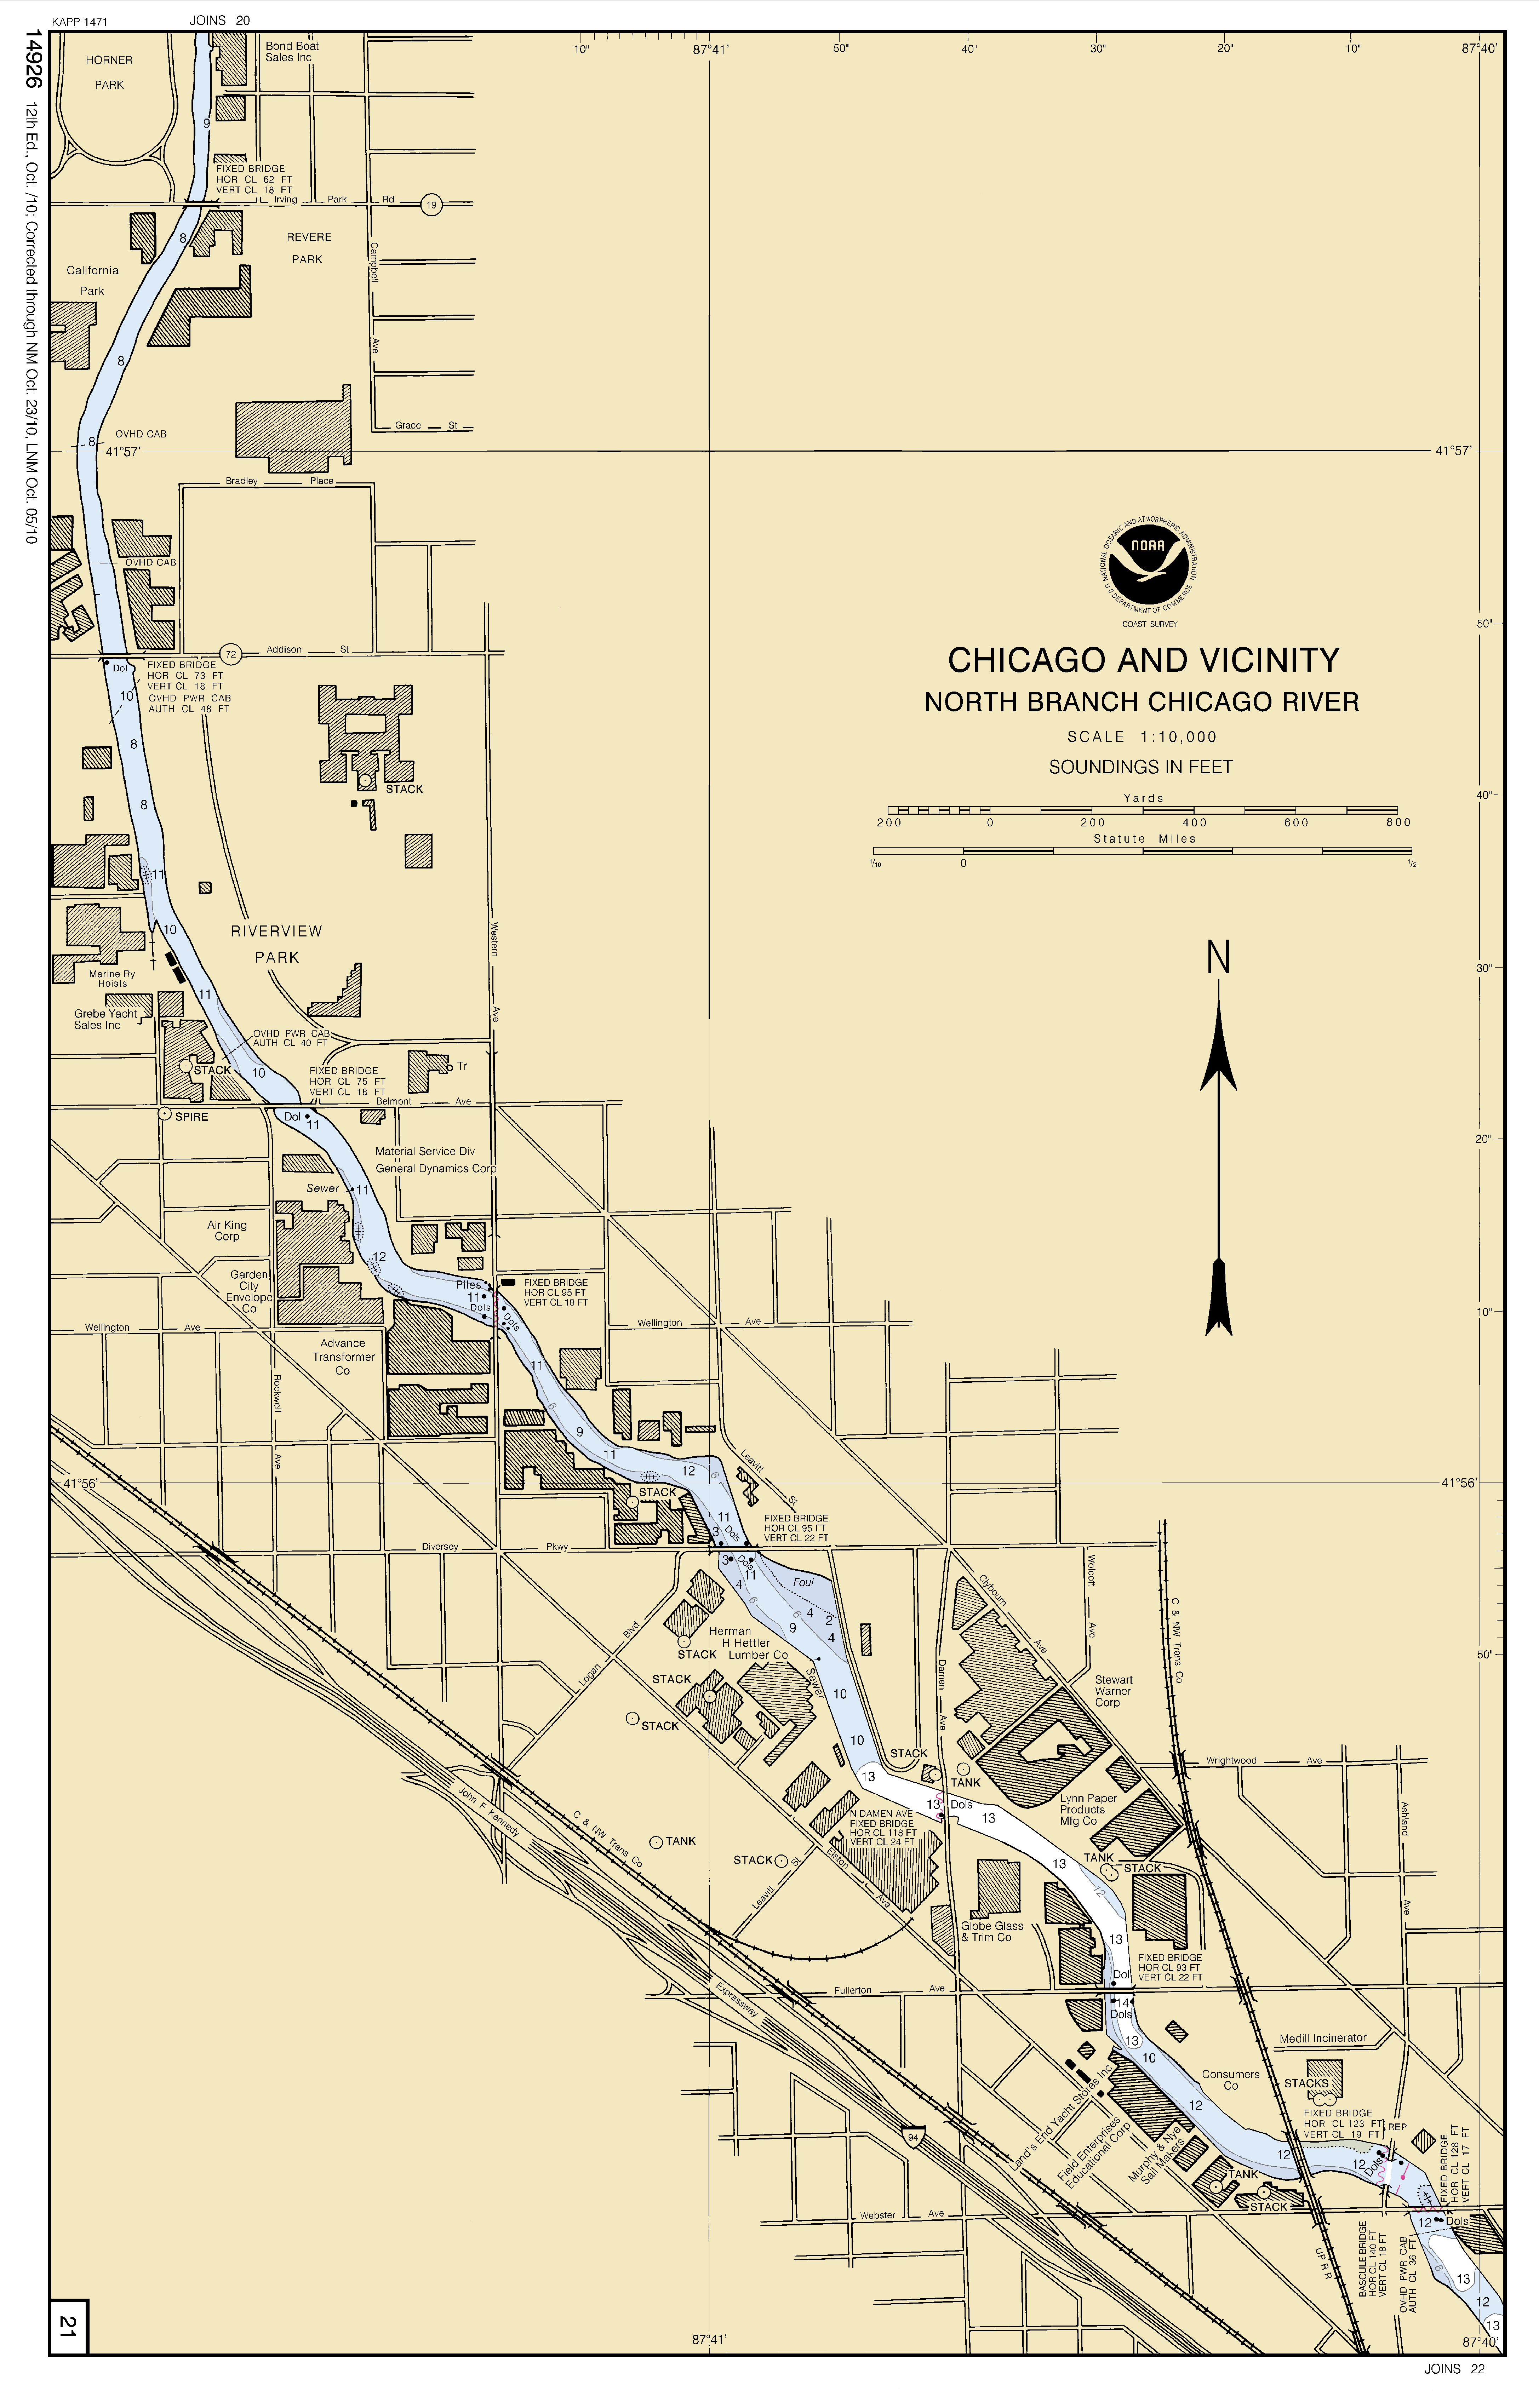 KAPP 1471
JOINS 20
14926 12th Ed., Oct. /10; Corrected through NM Oct. 23/10, LNM Oct. 05/10
10"
87°41'
50"
40"
30"
20"
10"
87°40'
HORNER
PARK
Bond Boat
Sales Inc
9
FIXED BRIDGE
HOR CL 62 FT
VERT CL 18 FT
Irving Park Rd
19
8
REVERE
PARK
California
Park
Campbell
Ave
8
OVHD CAB
8
Grace St
41°57'
41°57'
Bradley Place
OVHD CAB
NATIONAL OCEANIC AND ATMOSPHERIC ADMINISTRATION
NOAA
U S DEPARTMENT OF COMMERCE
COAST SURVEY
CHICAGO AND VICINITY
NORTH BRANCH CHICAGO RIVER
SCALE 1:10,000
SOUNDINGS IN FEET
Yards
200 0 200 400 600 800
Statute Miles
1/10 0 1/2
50"
72
Addison St
Dol
FIXED BRIDGE
HOR CL 73 FT
VERT CL 18 FT
OVHD PWR CAB
AUTH CL 48 FT
10
8
STACK
40"
8
11
10
RIVERVIEW
PARK
Western
Ave
N
30"
Marine Ry
Hoists
11
Grebe Yacht
Sales Inc
OVHD PWR CAB
AUTH CL 40 FT
STACK
10
FIXED BRIDGE
HOR CL 75 FT
VERT CL 18 FT
Tr
Belmont Ave
SPIRE
Dol
11
20"
Material Service Div
General Dynamics Corp
Sewer
11
Air King
Corp
12
Garden
City
Envelope
Co
Piles
11
Dols
Dols
FIXED BRIDGE
HOR CL 95 FT
VERT CL 18 FT
10"
Wellington Ave
Wellington Ave
Advance
Transformer
Co
Rockwell
Ave
11
6
9
11
12
6
Leavitt
St
41°56'
41°56'
STACK
11
3
Dols
FIXED BRIDGE
HOR CL 95 FT
VERT CL 22 FT
Diversey Pkwy
3
Dols
11
4
Foul
6
6
4
2
9
4
Clybourn
Ave
Wolcott
Ave
C & NW Trans Co
Logan
Blvd
Herman
H Hettler
Lumber Co
STACK
Sewer
50"
STACK
10
Damen
Ave
Stewart
Warner
Corp
STACK
10
STACK
13
TANK
Wrightwood Ave
John F Kennedy
C & NW Trans Co
N DAMEN AVE
FIXED BRIDGE
HOR CL 118 FT
VERT CL 24 FT
13
Dols
13
Lynn Paper
Products
Mfg Co
Ashland
Ave
TANK
STACK
Elston
Ave
Leavitt
St
13
TANK
STACK
12
Globe Glass
& Trim Co
13
FIXED BRIDGE
HOR CL 93 FT
VERT CL 22 FT
Dol
Expressway
Fullerton Ave
14
Dols
13
10
Medill Incinerator
Consumers
Co
STACKS
12
Land's End Yacht Stores Inc
Field Enterprises
Educational Corp
Murphy & Nye
Sail Makers
94
FIXED BRIDGE
HOR CL 123 FT
VERT CL 19 FT
REP
12
12
Dols
FIXED BRIDGE
HOR CL 128 FT
VERT CL 17 FT
TANK
STACK
Webster Ave
12
Dols
UP R R
BASCULE BRIDGE
HOR CL 140 FT
VERT CL 18 FT
OVHD PWR CAB
AUTH CL 36 FT
6
13
12
13
21
87°41'
87°40'
JOINS 22